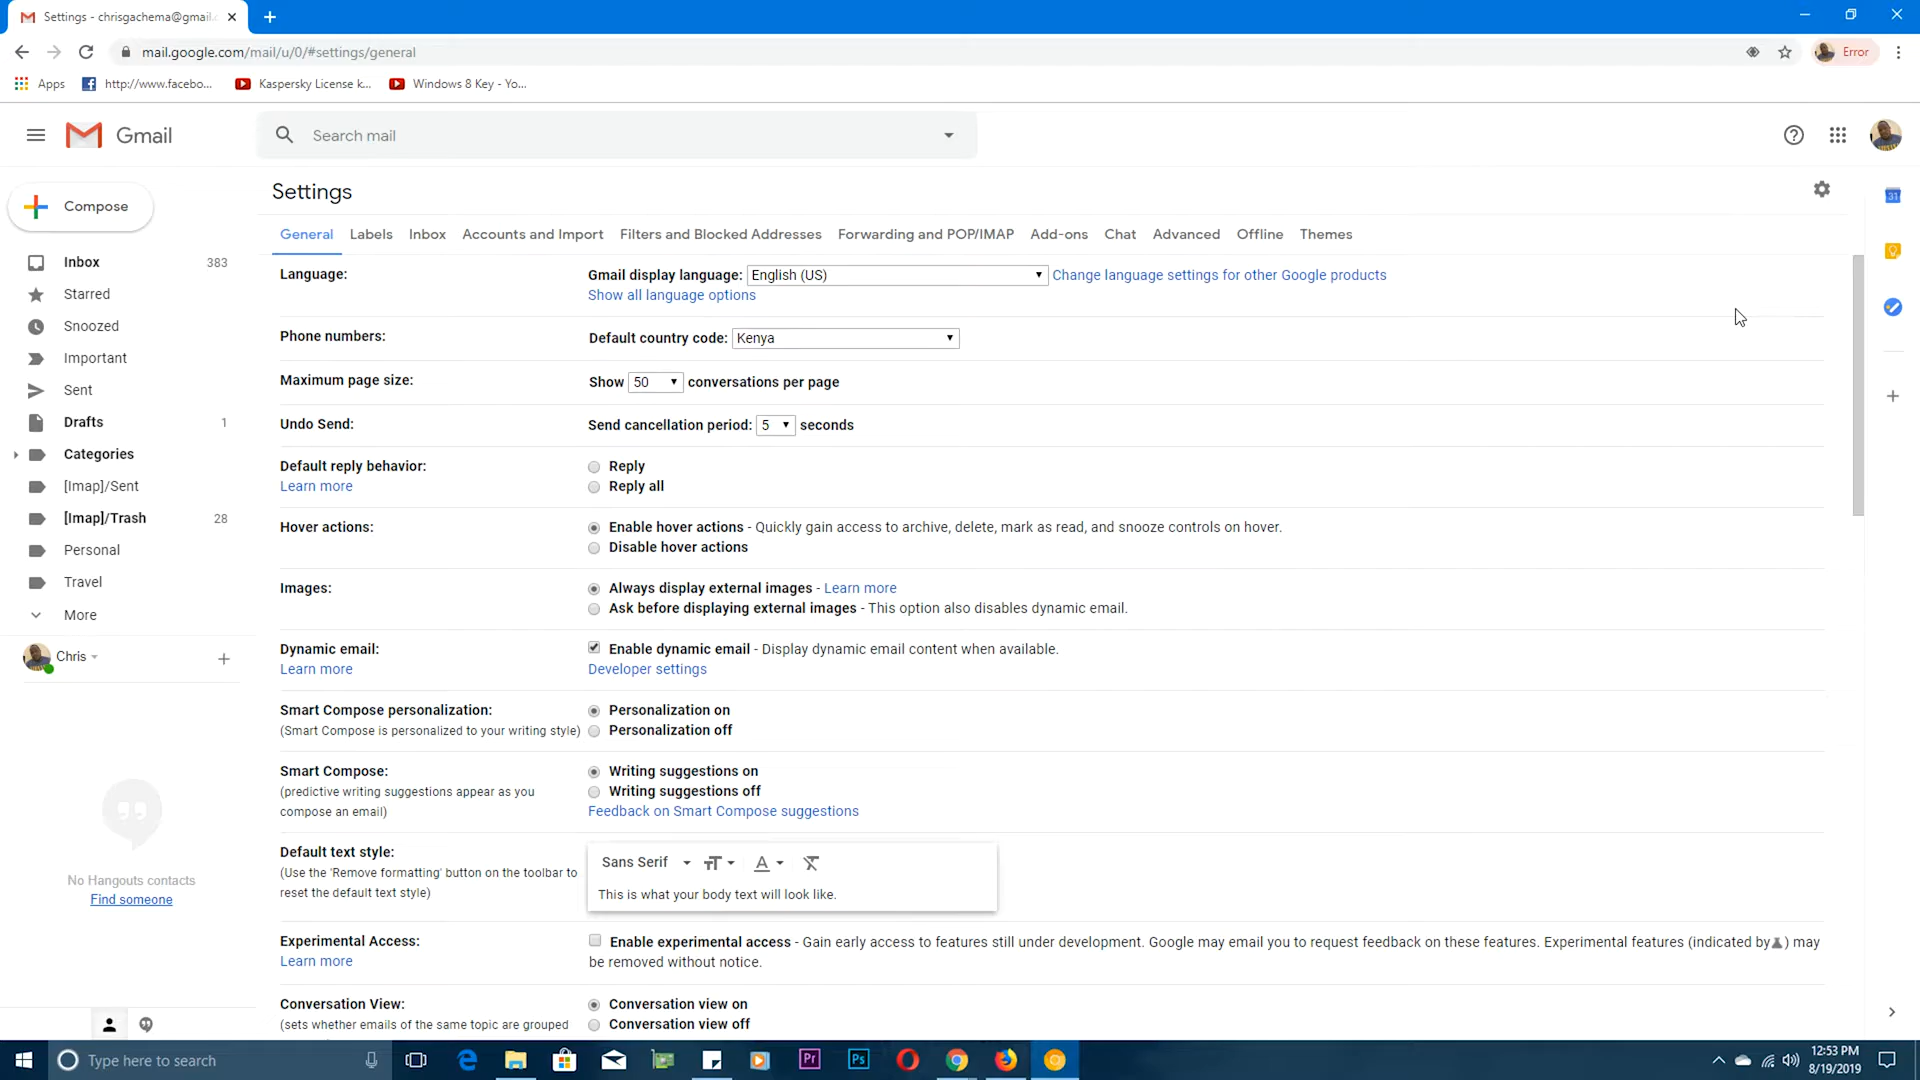 Settings - chrisgachema@gmail.
mail.google.com/mail/u/0/#settings/general
Error
Apps
http://www.facebo...
Kaspersky License k...
Windows 8 Key - Yo...
Gmail
Search mail
Compose
Settings
General
Labels
Inbox
Accounts and Import
Filters and Blocked Addresses
Forwarding and POP/IMAP
Add-ons
Chat
Advanced
Offline
Themes
Inbox 383
Starred
Snoozed
Important
Sent
Drafts 1
Categories
[Imap]/Sent
[Imap]/Trash 28
Personal
Travel
More
Chris
No Hangouts contacts
Find someone
Language:
Gmail display language: English (US) Change language settings for other Google products
Show all language options
Phone numbers:
Default country code: Kenya
Maximum page size:
Show 50 conversations per page
Undo Send:
Send cancellation period: 5 seconds
Default reply behavior:
Learn more
Reply
Reply all
Hover actions:
Enable hover actions - Quickly gain access to archive, delete, mark as read, and snooze controls on hover.
Disable hover actions
Images:
Always display external images - Learn more
Ask before displaying external images - This option also disables dynamic email.
Dynamic email:
Learn more
Enable dynamic email - Display dynamic email content when available.
Developer settings
Smart Compose personalization:
(Smart Compose is personalized to your writing style)
Personalization on
Personalization off
Smart Compose:
(predictive writing suggestions appear as you
compose an email)
Writing suggestions on
Writing suggestions off
Feedback on Smart Compose suggestions
Default text style:
(Use the 'Remove formatting' button on the toolbar to
reset the default text style)
Sans Serif
This is what your body text will look like.
Experimental Access:
Learn more
Enable experimental access - Gain early access to features still under development. Google may email you to request feedback on these features. Experimental features (indicated by ) may
be removed without notice.
Conversation View:
(sets whether emails of the same topic are grouped
Conversation view on
Conversation view off
31
Type here to search
Pr
Ps
12:53 PM
8/19/2019